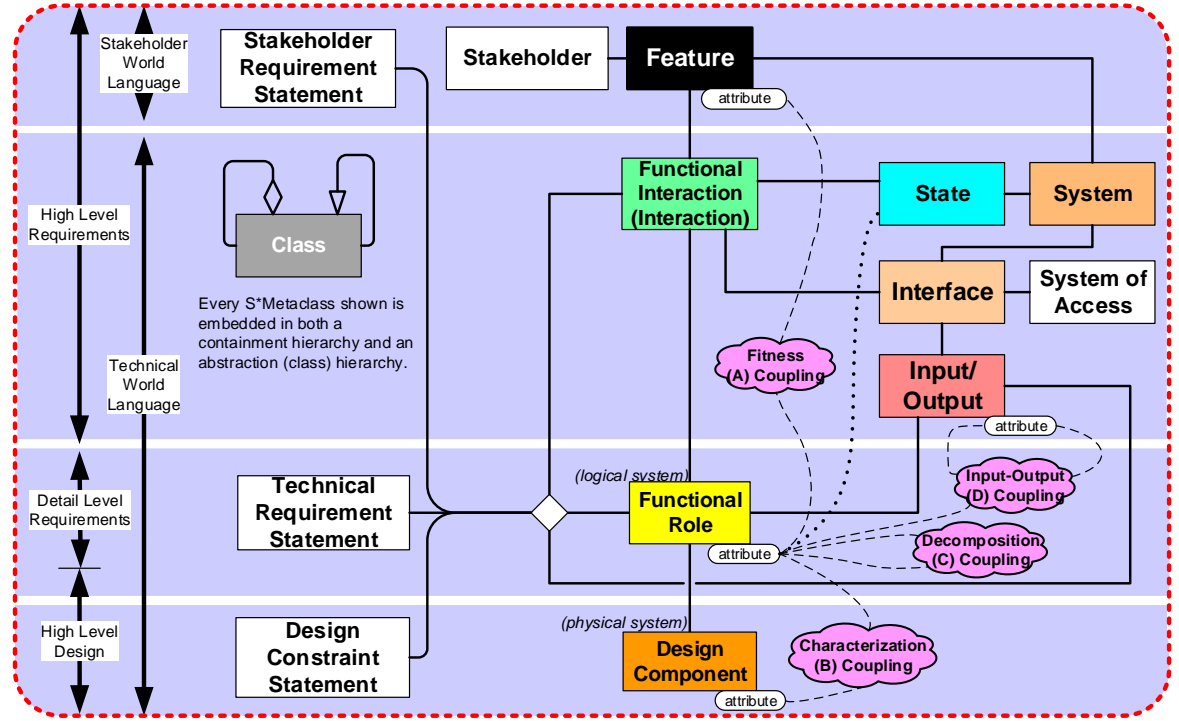 Stakeholder
World
Language
Stakeholder
Requirement
Statement
Stakeholder
Feature
attribute
High Level
Requirements
Class
Every S*Metaclass shown is
embedded in both a
containment hierarchy and an
abstraction (class) hierarchy.
Functional
Interaction
(Interaction)
State
System
Interface
System of
Access
Technical
World
Language
Fitness
(A) Coupling
Input/
Output
attribute
Detail Level
Requirements
Technical
Requirement
Statement
(logical system)
Functional
Role
attribute
Input-Output
(D) Coupling
Decomposition
(C) Coupling
High Level
Design
Design
Constraint
Statement
(physical system)
Design
Component
attribute
Characterization
(B) Coupling